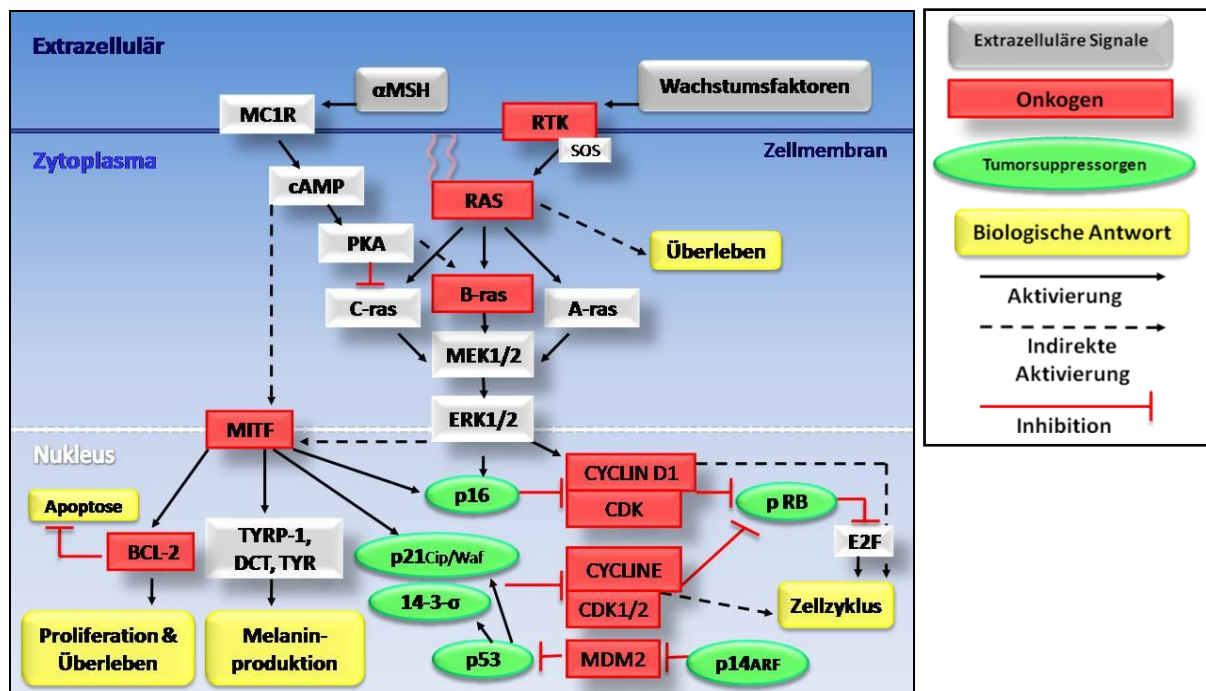 Extrazellulär
αMSH
Wachstumsfaktoren
MC1R
RTK
SOS
Zytoplasma
Zellmembran
cAMP
RAS
PKA
Überleben
C-ras
B-ras
A-ras
MEK1/2
ERK1/2
MITF
Nukleus
Apoptose
BCL-2
TYRP-1,
DCT, TYR
p16
CYCLIN D1
CDK
p RB
E2F
p21Cip/Waf
14-3-σ
CYCLINE
CDK1/2
Zellzyklus
Proliferation &
Überleben
Melanin-
produktion
p53
MDM2
p14ARF
Extrazelluläre Signale
Onkogen
Tumorsuppressorgen
Biologische Antwort
Aktivierung
Indirekte
Aktivierung
Inhibition